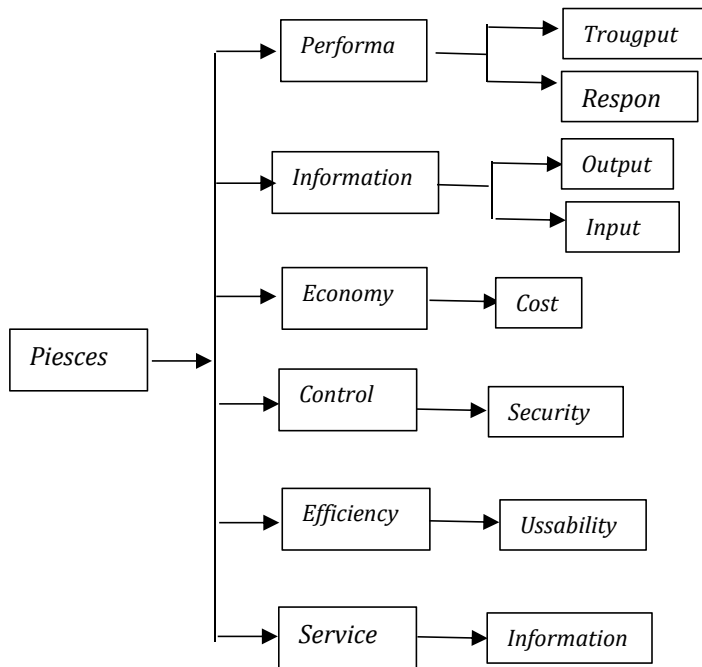 Performa
Trougput
Respon
Information
Output
Input
Economy
Cost
Piesces
Control
Security
Efficiency
Ussability
Service
Information